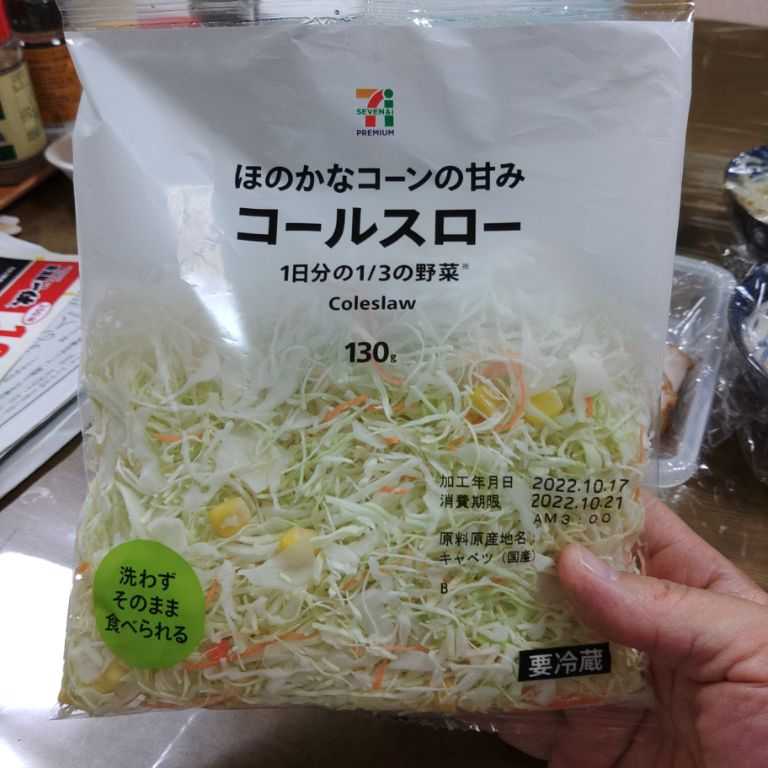 SEVEN&i
PREMIUM
ほのかなコーンの甘み
コールスロー
1日分の1/3の野菜※
Coleslaw
130g
加工年月日 2022.10.17
消費期限 2022.10.21
AM3:00
原料原産地名:
キャベツ(国産)
B
洗わず
そのまま
食べられる
要冷蔵